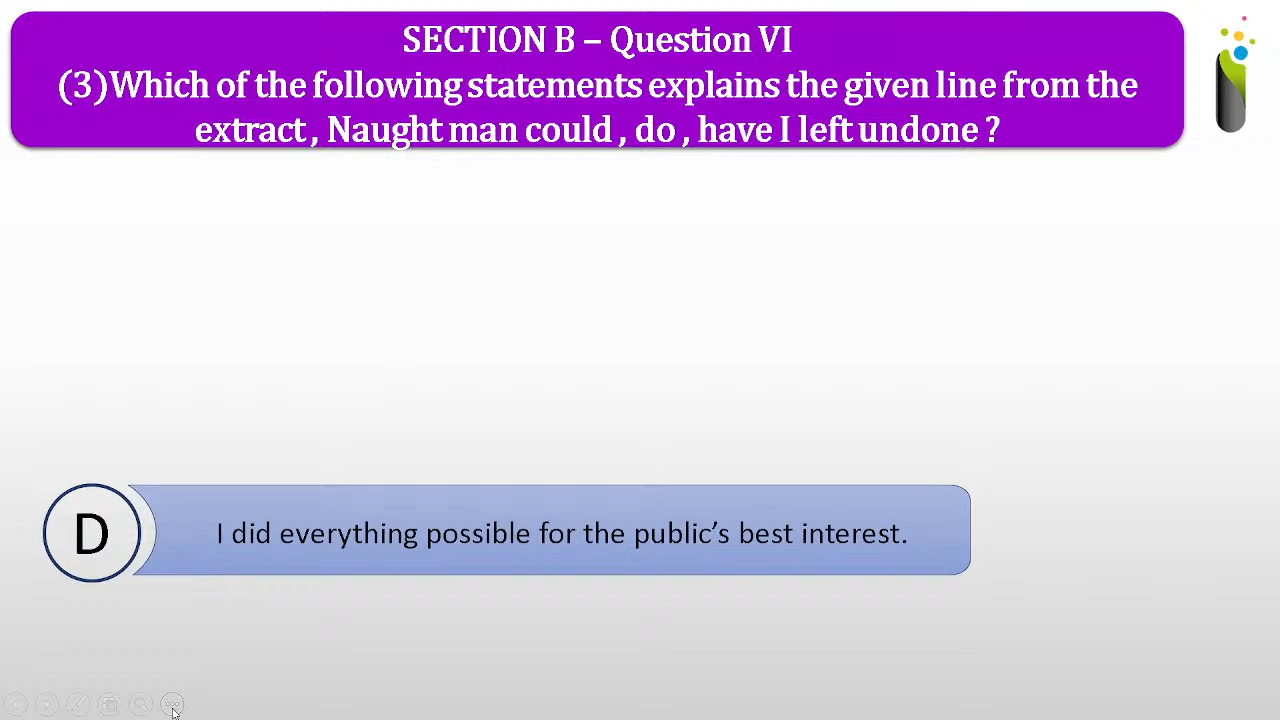 SECTION B – Question VI
(3)Which of the following statements explains the given line from the
extract , Naught man could , do , have I left undone ?
D
I did everything possible for the public’s best interest.